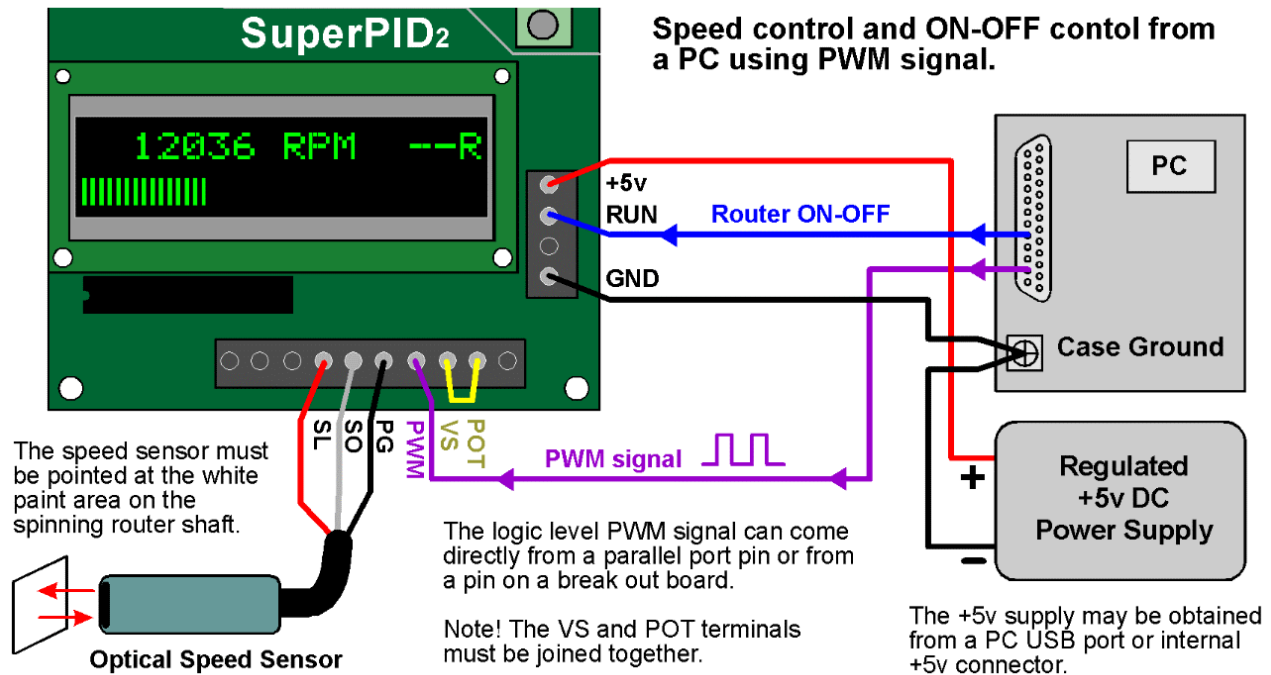 SuperPID2
Speed control and ON-OFF contol from
a PC using PWM signal.
12036 RPM --R
+5v
RUN
GND
Router ON-OFF
PC
Case Ground
SL
SO
PG
PWM
VS
POT
PWM signal
The speed sensor must
be pointed at the white
paint area on the
spinning router shaft.
Optical Speed Sensor
The logic level PWM signal can come
directly from a parallel port pin or from
a pin on a break out board.
Note! The VS and POT terminals
must be joined together.
+
Regulated
+5v DC
Power Supply
-
The +5v supply may be obtained
from a PC USB port or internal
+5v connector.